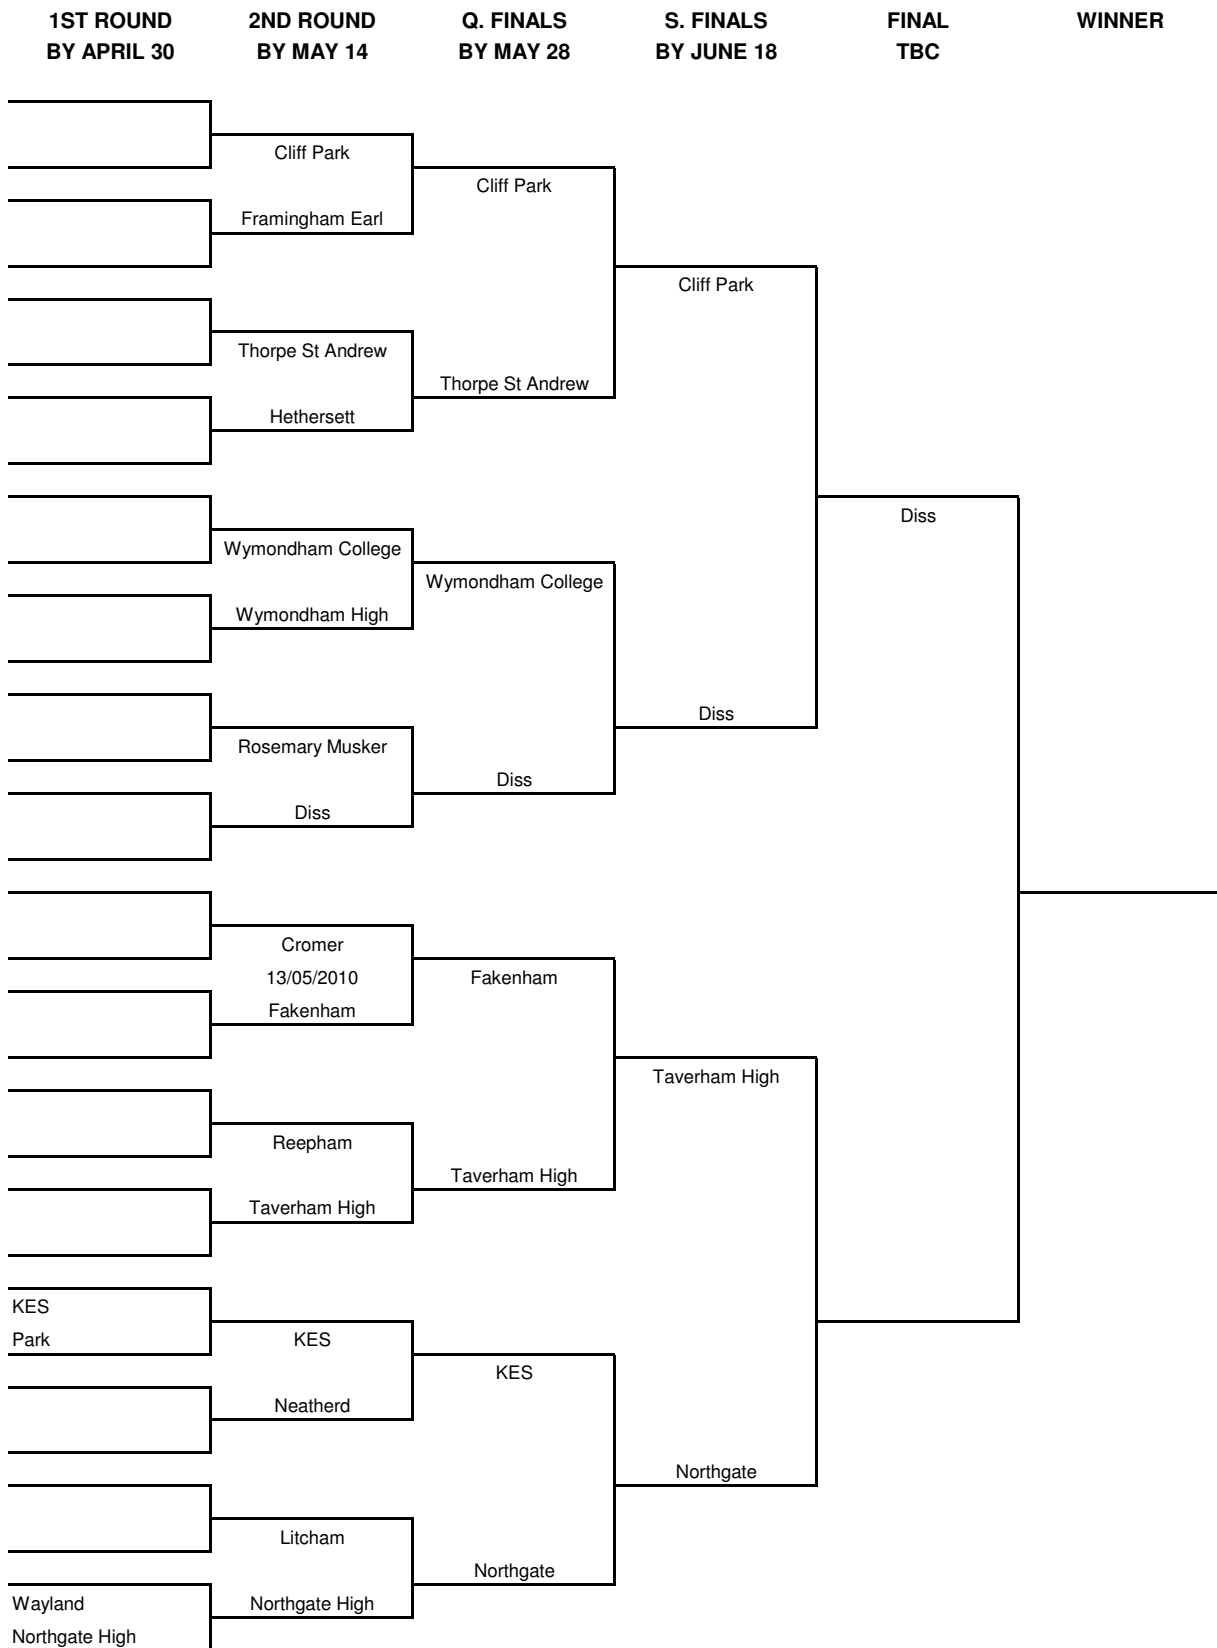 1ST ROUND 2ND ROUND Q. FINALS S. FINALS FINAL WINNER
BY APRIL 30 BY MAY 14 BY MAY 28 BY JUNE 18 TBC
Cliff Park
Cliff Park
Framingham Earl
Cliff Park
Thorpe St Andrew
Thorpe St Andrew
Hethersett
Diss
Wymondham College
Wymondham College
Wymondham High
Diss
Rosemary Musker
Diss
Diss
Cromer
13/05/2010 Fakenham
Fakenham
Taverham High
Reepham
Taverham High
Taverham High
KES
Park KES
KES
Neatherd
Northgate
Litcham
Northgate
Wayland Northgate High
Northgate High